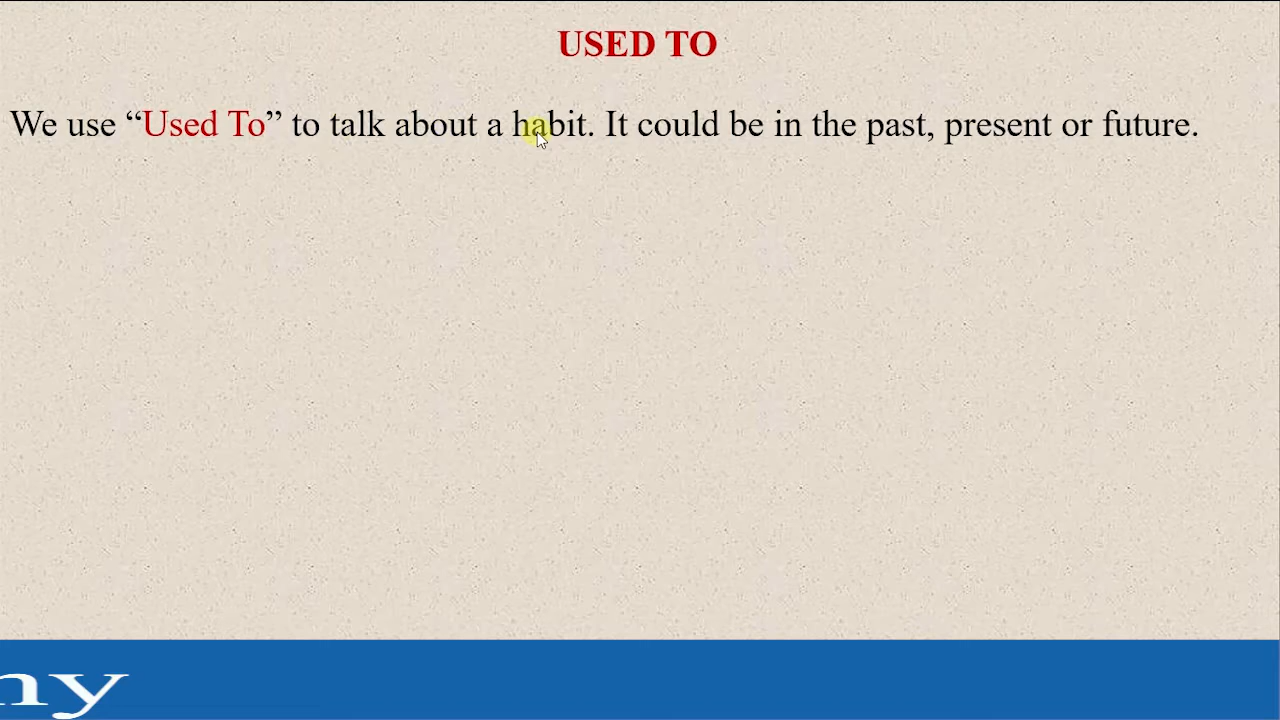 USED TO
We use “Used To” to talk about a habit. It could be in the past, present or future.
ny